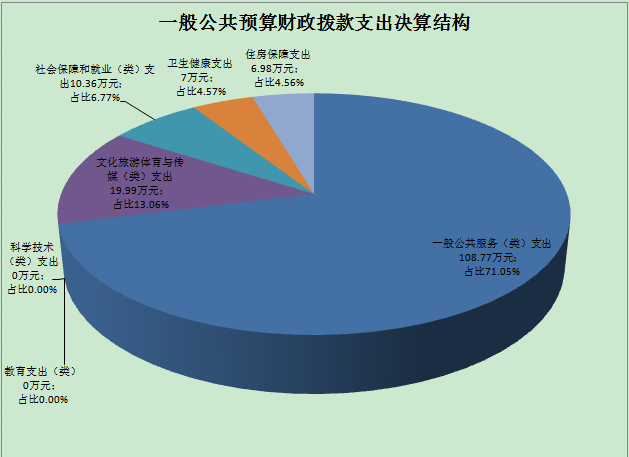 一般公共预算财政拨款支出决算结构
社会保障和就业（类）支
出10.36万元；
占比6.77%
卫生健康支出
7万元；
占比4.57%
住房保障支出
6.98万元；
占比4.56%
文化旅游体育与传
媒（类）支出
19.99万元；
占比13.06%
一般公共服务（类）支出
108.77万元；
占比71.05%
科学技术
（类）支出
0万元；
占比0.00%
教育支出（类）
0万元；
占比0.00%